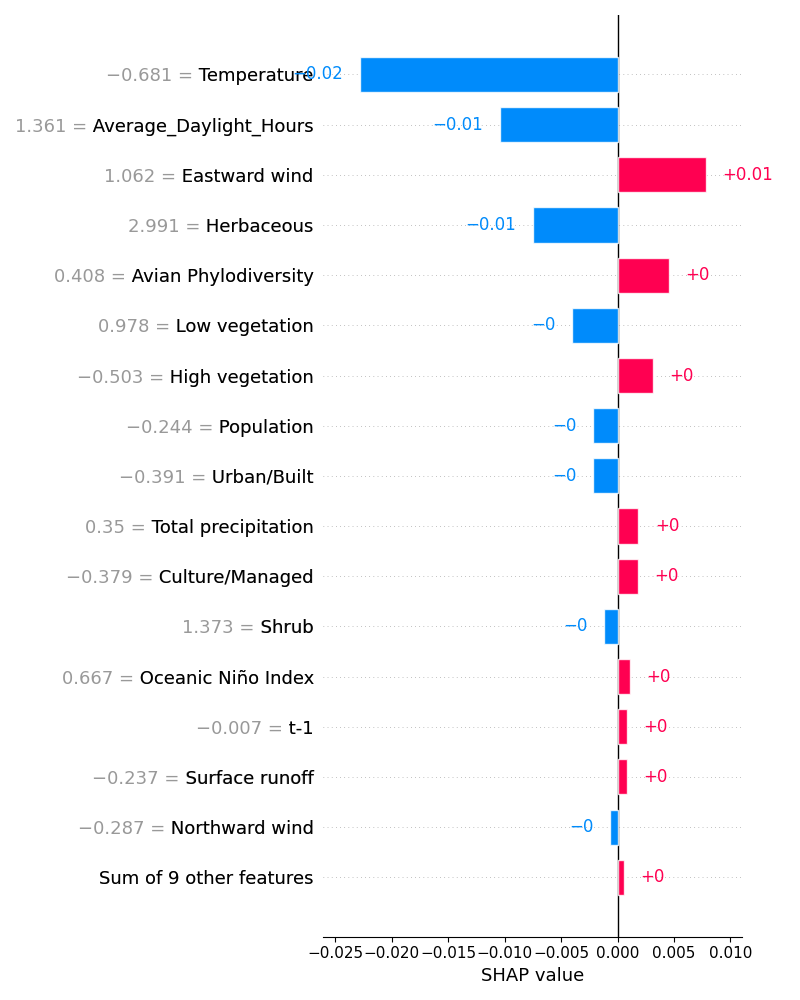 −0.681 = Temperature −0.02
1.361 = Average_Daylight_Hours −0.01
1.062 = Eastward wind +0.01
2.991 = Herbaceous −0.01
0.408 = Avian Phylodiversity +0
0.978 = Low vegetation −0
−0.503 = High vegetation +0
−0.244 = Population −0
−0.391 = Urban/Built −0
0.35 = Total precipitation +0
−0.379 = Culture/Managed +0
1.373 = Shrub −0
0.667 = Oceanic Niño Index +0
−0.007 = t-1 +0
−0.237 = Surface runoff +0
−0.287 = Northward wind −0
Sum of 9 other features +0
−0.025 −0.020 −0.015 −0.010 −0.005 0.000 0.005 0.010
SHAP value